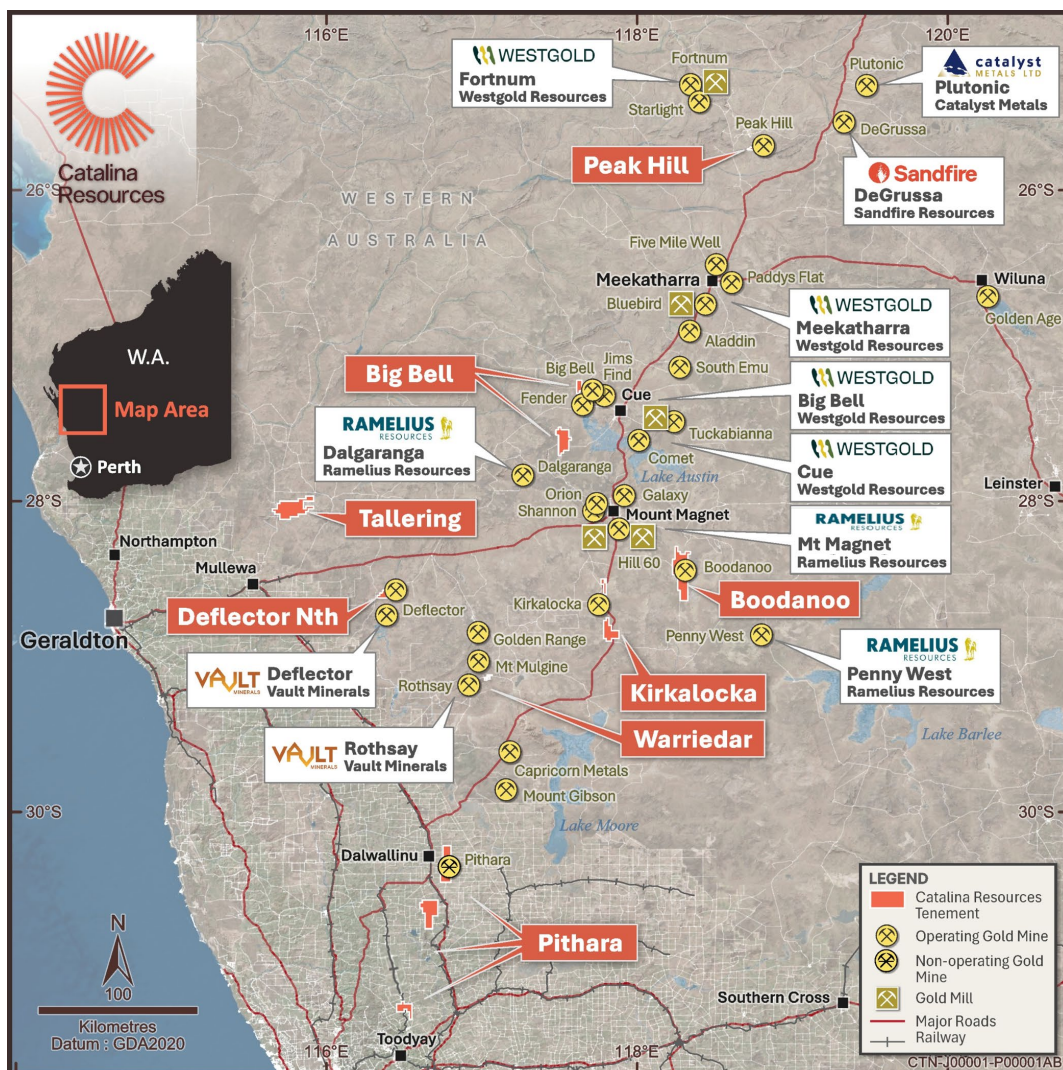 116°E
118°E
120°E
Catalina
Resources
WESTGOLD
Fortnum
Westgold Resources
Fortnum
Starlight
Plutonic
catalyst
METALS LTD
Plutonic
Catalyst Metals
Peak Hill
DeGrussa
Peak Hill
Sandfire
DeGrussa
Sandfire Resources
26°S
26°S
WESTERN
AUSTRALIA
Five Mile Well
Meekatharra
Paddys Flat
Wiluna
Bluebird
Golden Age
WESTGOLD
Meekatharra
Westgold Resources
Aladdin
W.A.
Map Area
Perth
Big Bell
Big Bell
Jims
Find
South Emu
Fender
Cue
WESTGOLD
Big Bell
Westgold Resources
Tuckabianna
RAMELIUS
RESOURCES
Dalgaranga
Ramelius Resources
Comet
WESTGOLD
Cue
Westgold Resources
Dalgaranga
Lake Austin
Leinster
28°S
28°S
Orion
Galaxy
Shannon
Mount Magnet
Tallering
RAMELIUS
RESOURCES
Mt Magnet
Ramelius Resources
Northampton
Mullewa
Hill 60
Boodanoo
Boodanoo
Deflector Nth
Deflector
Kirkalocka
Geraldton
Golden Range
Penny West
RAMELIUS
RESOURCES
Penny West
Ramelius Resources
VAULT
MINERALS
Deflector
Vault Minerals
Mt Mulgine
Rothsay
Kirkalocka
Warriedar
VAULT
MINERALS
Rothsay
Vault Minerals
Lake Barlee
Capricorn Metals
Mount Gibson
30°S
30°S
Lake Moore
Dalwallinu
Pithara
Pithara
LEGEND
Catalina Resources
Tenement
Operating Gold Mine
Non-operating Gold
Mine
Gold Mill
Major Roads
Railway
N
100
Kilometres
Datum : GDA2020
Southern Cross
Toodyay
116°E
118°E
CTN-J00001-P00001AB